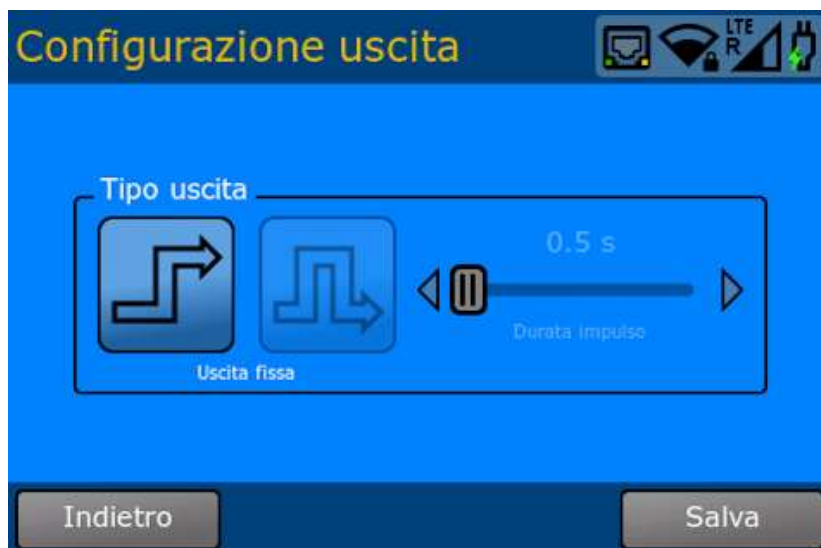 Configurazione uscita
LTE
R
Tipo uscita
0.5 s
Durata impulso
Uscita fissa
Indietro
Salva